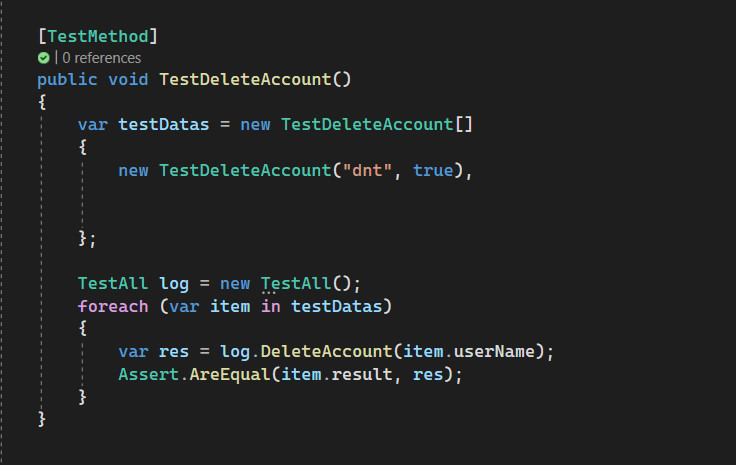 [TestMethod]
| 0 references
public void TestDeleteAccount()
{
var testDatas = new TestDeleteAccount[]
{
new TestDeleteAccount("dnt", true),
};
TestAll log = new TestAll();
foreach (var item in testDatas)
{
var res = log.DeleteAccount(item.userName);
Assert.AreEqual(item.result, res);
}
}